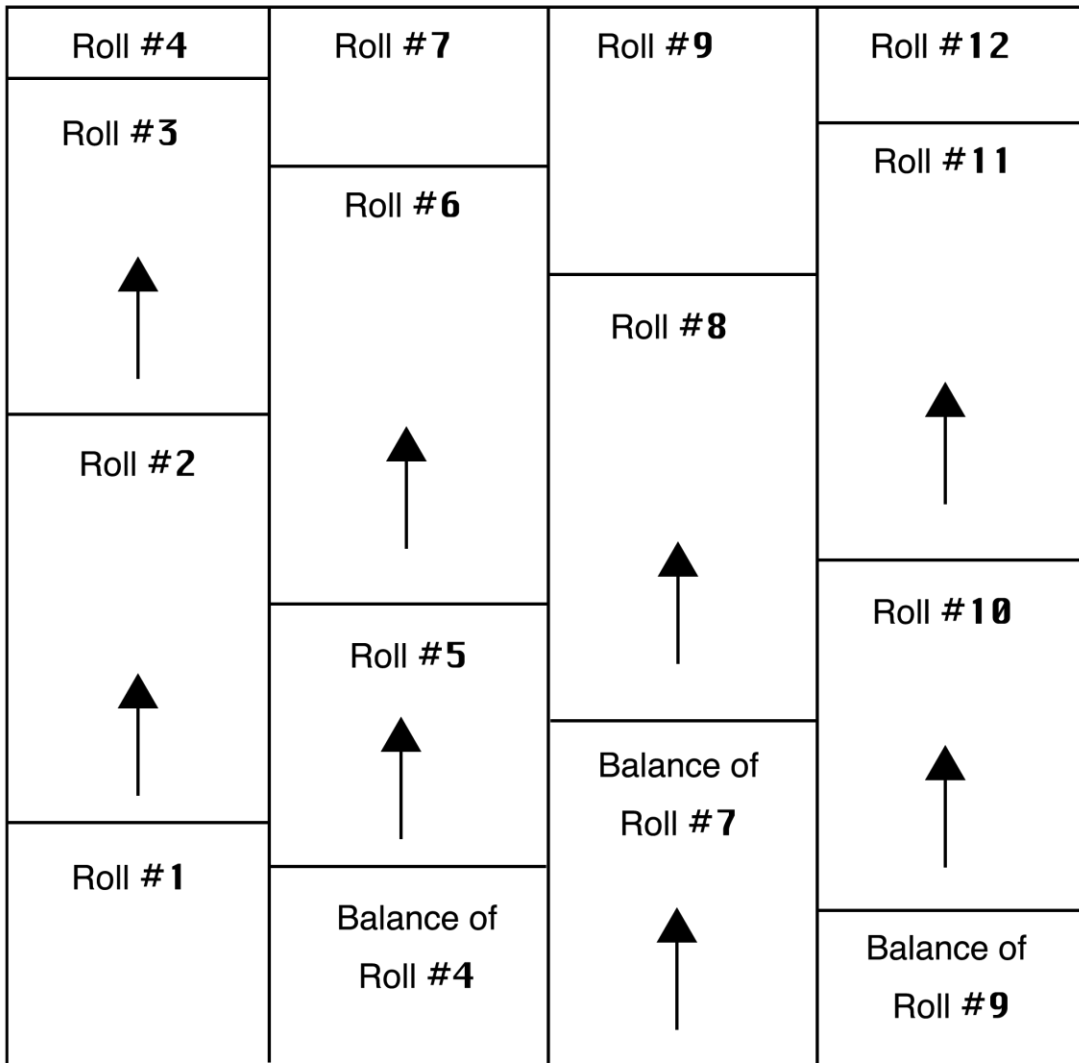 Roll #4
Roll #3
Roll #2
Roll #1
Roll #7
Roll #6
Roll #5
Balance of
Roll #4
Roll #9
Roll #8
Balance of
Roll #7
Roll #12
Roll #11
Roll #10
Balance of
Roll #9